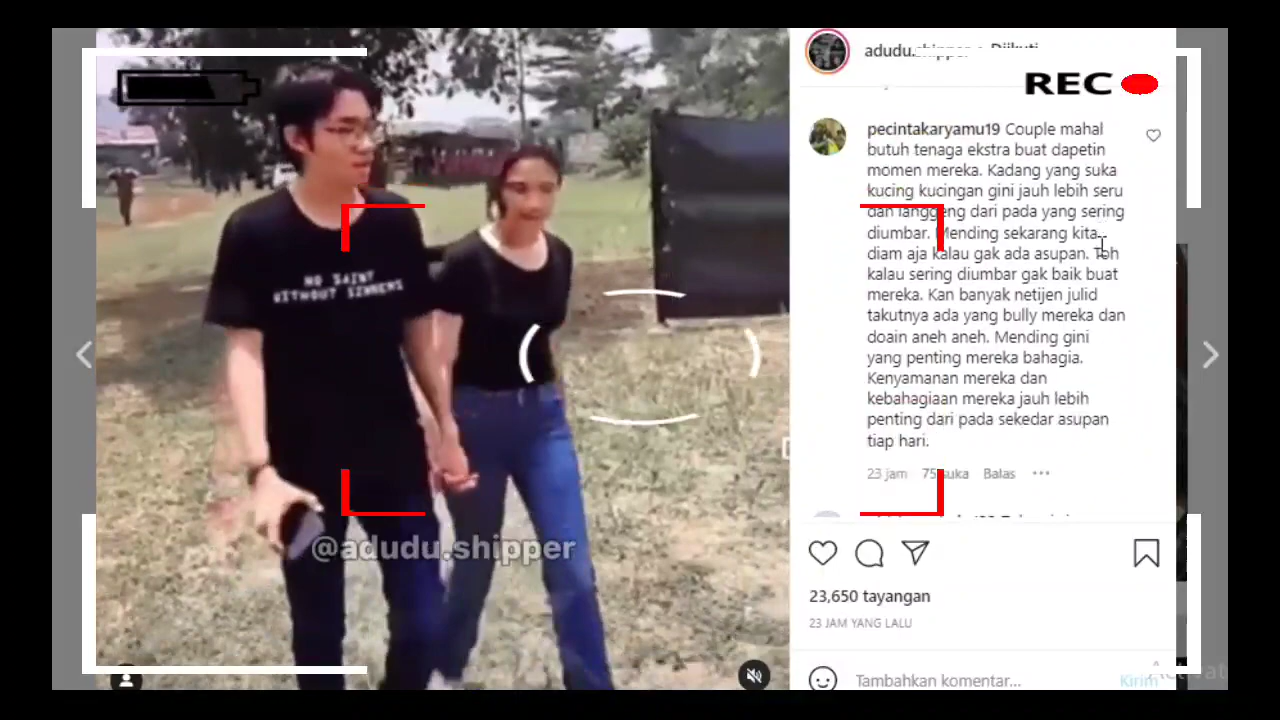 NO SAINT
WITHOUT SINNERS
@adudu.shipper
adudu.shipper • Diikuti
REC
pecintakaryamu19 Couple mahal
butuh tenaga ekstra buat dapetin
momen mereka. Kadang yang suka
kucing kucingan gini jauh lebih seru
dan langgeng dari pada yang sering
diumbar. Mending sekarang kita
diam aja kalau gak ada asupan. Tbh
kalau sering diumbar gak baik buat
mereka. Kan banyak netijen julid
takutnya ada yang bully mereka dan
doain aneh aneh. Mending gini
yang penting mereka bahagia.
Kenyamanan mereka dan
kebahagiaan mereka jauh lebih
penting dari pada sekedar asupan
tiap hari.
23 jam 75 suka Balas
23,650 tayangan
23 JAM YANG LALU
Tambahkan komentar...
Kirim